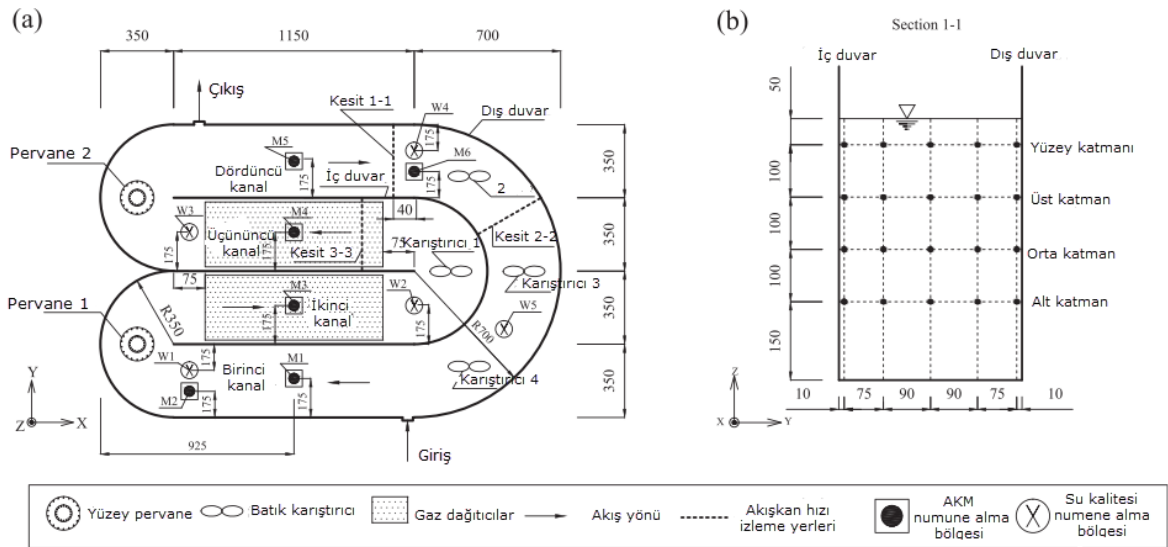 (a)
350
1150
700
Çıkış
Kesit 1-1
W4
Dış duvar
175
M5
M6
Pervane 2
Dördüncü
kanal
175
İç duvar
175
2
350
W3
M4
40
Üçününcü
kanal
175
175
Kesit 3-3
75
Karıştırıcı 1
Kesit 2-2
350
75
M3
W2
Karıştırıcı 3
Pervane 1
R350
İkinci
kanal
175
175
W5
R700
350
W1
175
Birinci
kanal
M1
M2
175
175
Karıştırıcı 4
350
Y
Z
X
925
Giriş
(b)
Section 1-1
İç duvar
Dış duvar
50
Yüzey katmanı
100
Üst katman
100
Orta katman
100
Alt katman
150
10
75
90
90
75
10
Z
X
Y
Yüzey pervane
Batık karıştırıcı
Gaz dağıtıcılar
Akış yönü
Akışkan hızı
izleme yerleri
AKM
numune alma
bölgesi
Su kalitesi
numene alma
bölgesi